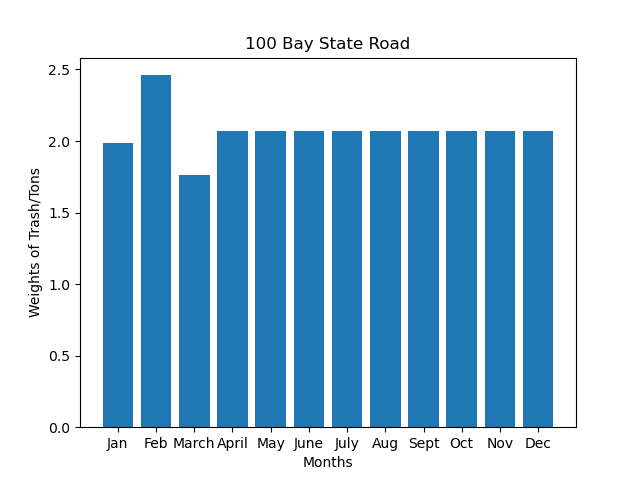 100 Bay State Road
2.5
2.0
1.5
1.0
0.5
0.0
Weights of Trash/Tons
Jan Feb March April May June July Aug Sept Oct Nov Dec
Months